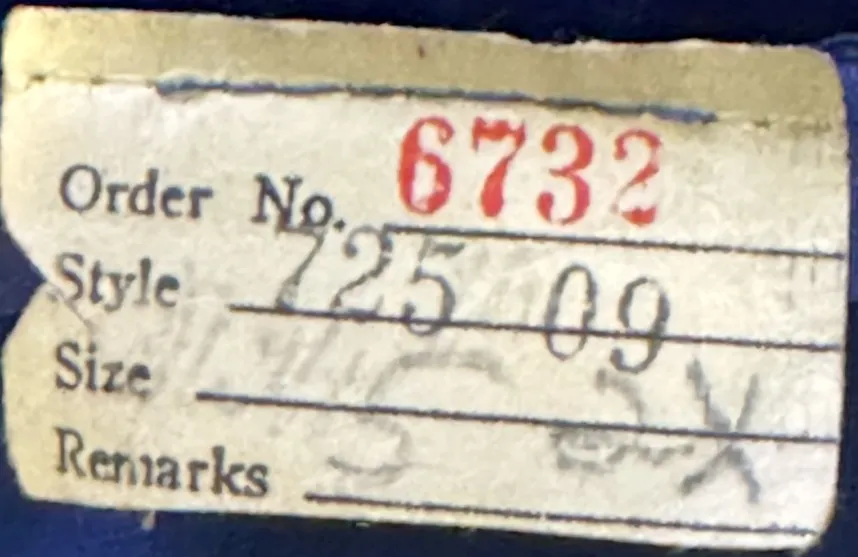 Order No. 6732
Style 725 09
Size
Remarks